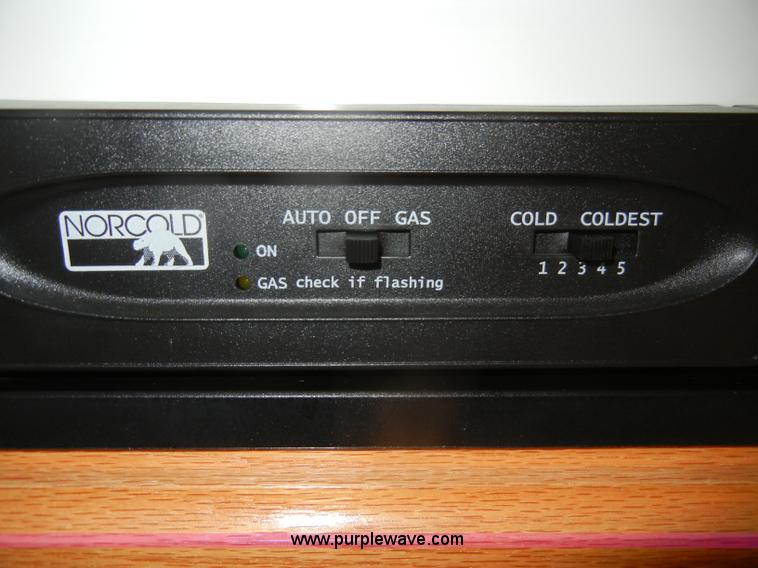 NORCOLD
AUTO OFF GAS
ON
GAS check if flashing
COLD COLDEST
1 2 3 4 5
www.purplewave.com